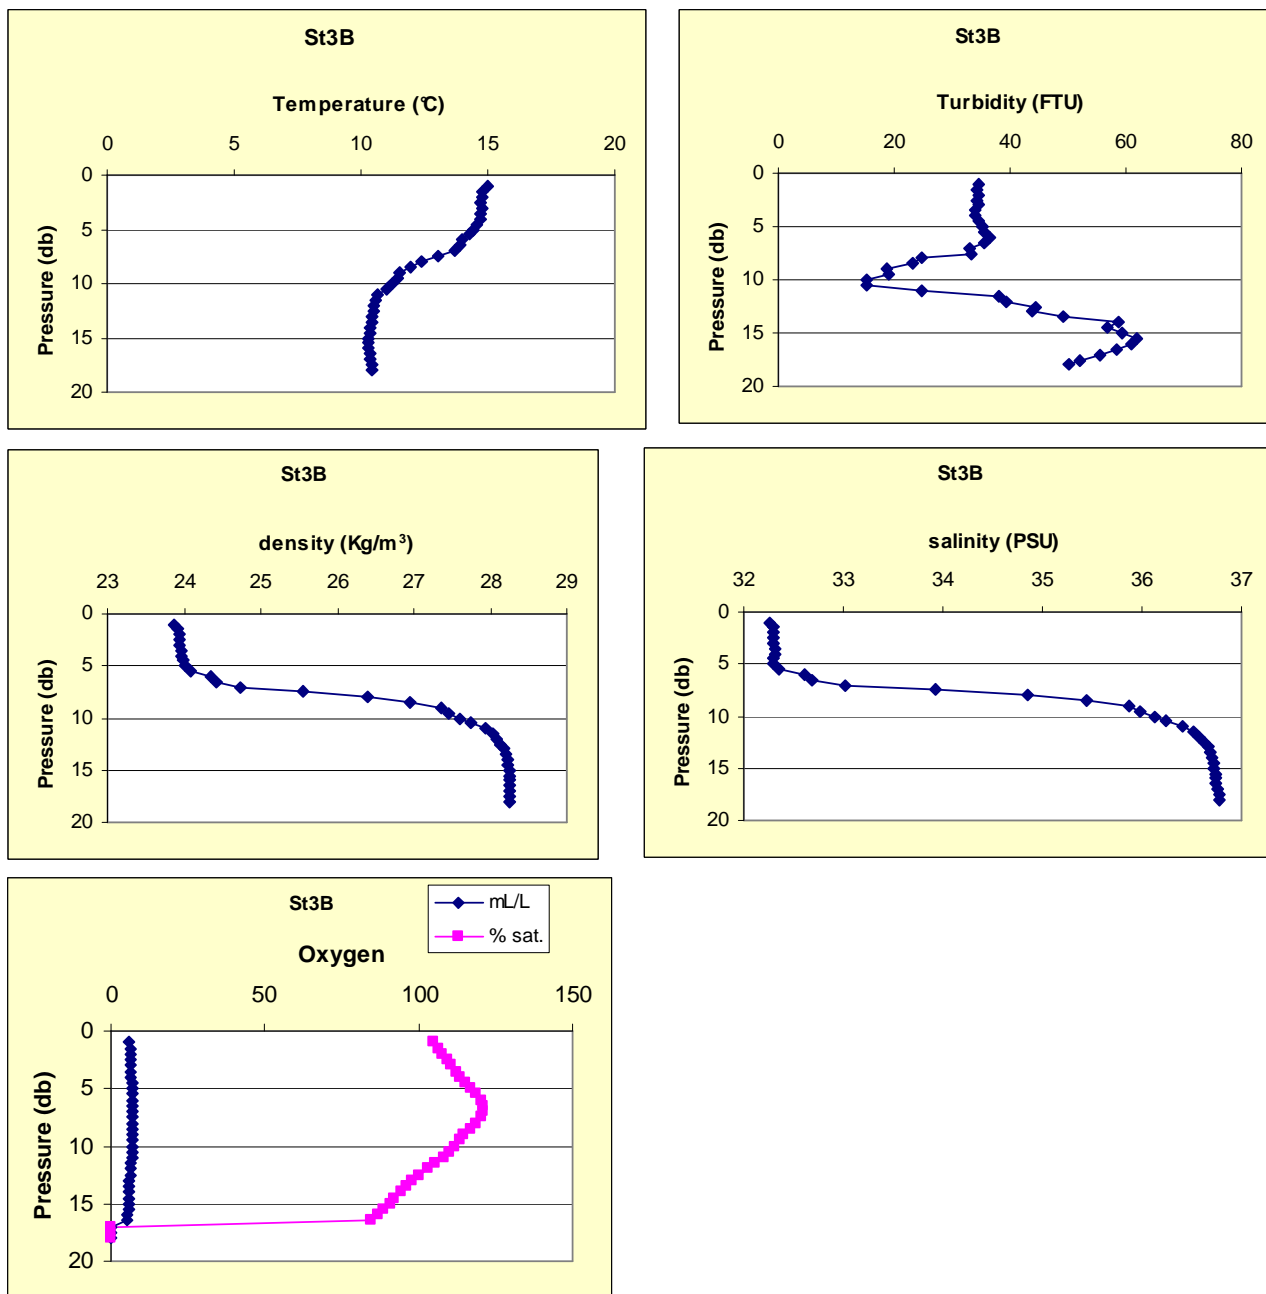 St3B
Temperature (°C)
0 5 10 15 20
0
5
10
15
20
Pressure (db)
St3B
Turbidity (FTU)
0 20 40 60 80
0
5
10
15
20
Pressure (db)
St3B
density (Kg/m³)
23 24 25 26 27 28 29
0
5
10
15
20
Pressure (db)
St3B
salinity (PSU)
32 33 34 35 36 37
0
5
10
15
20
Pressure (db)
St3B
mL/L
% sat.
Oxygen
0 50 100 150
0
5
10
15
20
Pressure (db)